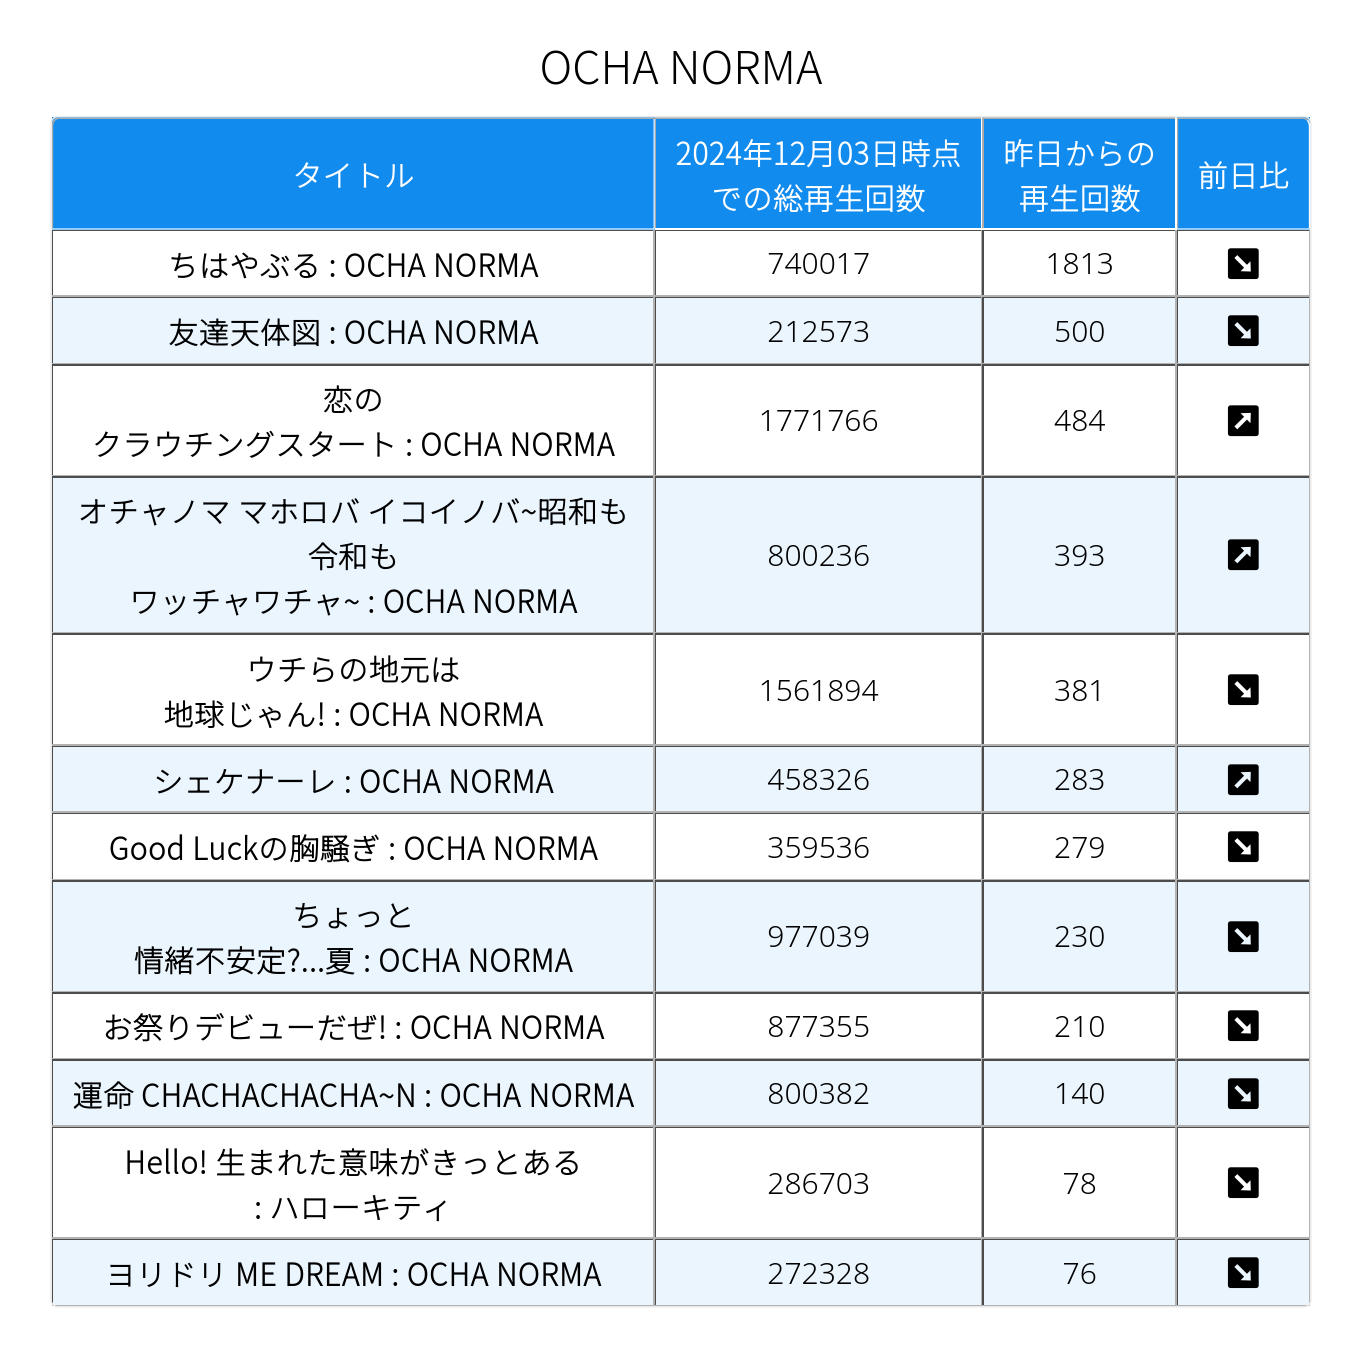 OCHA NORMA
タイトル
2024年12月03日時点
での総再生回数
昨日からの
再生回数
前日比
ちはやぶる : OCHA NORMA
740017
1813
友達天体図 : OCHA NORMA
212573
500
恋の
クラウチングスタート : OCHA NORMA
1771766
484
オチャノマ マホロバ イコイノバ~昭和も
令和も
ワッチャワチャ~ : OCHA NORMA
800236
393
ウチらの地元は
地球じゃん! : OCHA NORMA
1561894
381
シェケナーレ : OCHA NORMA
458326
283
Good Luckの胸騒ぎ : OCHA NORMA
359536
279
ちょっと
情緒不安定?...夏 : OCHA NORMA
977039
230
お祭りデビューだぜ! : OCHA NORMA
877355
210
運命 CHACHACHACHA~N : OCHA NORMA
800382
140
Hello! 生まれた意味がきっとある
: ハローキティ
286703
78
ヨリドリ ME DREAM : OCHA NORMA
272328
76